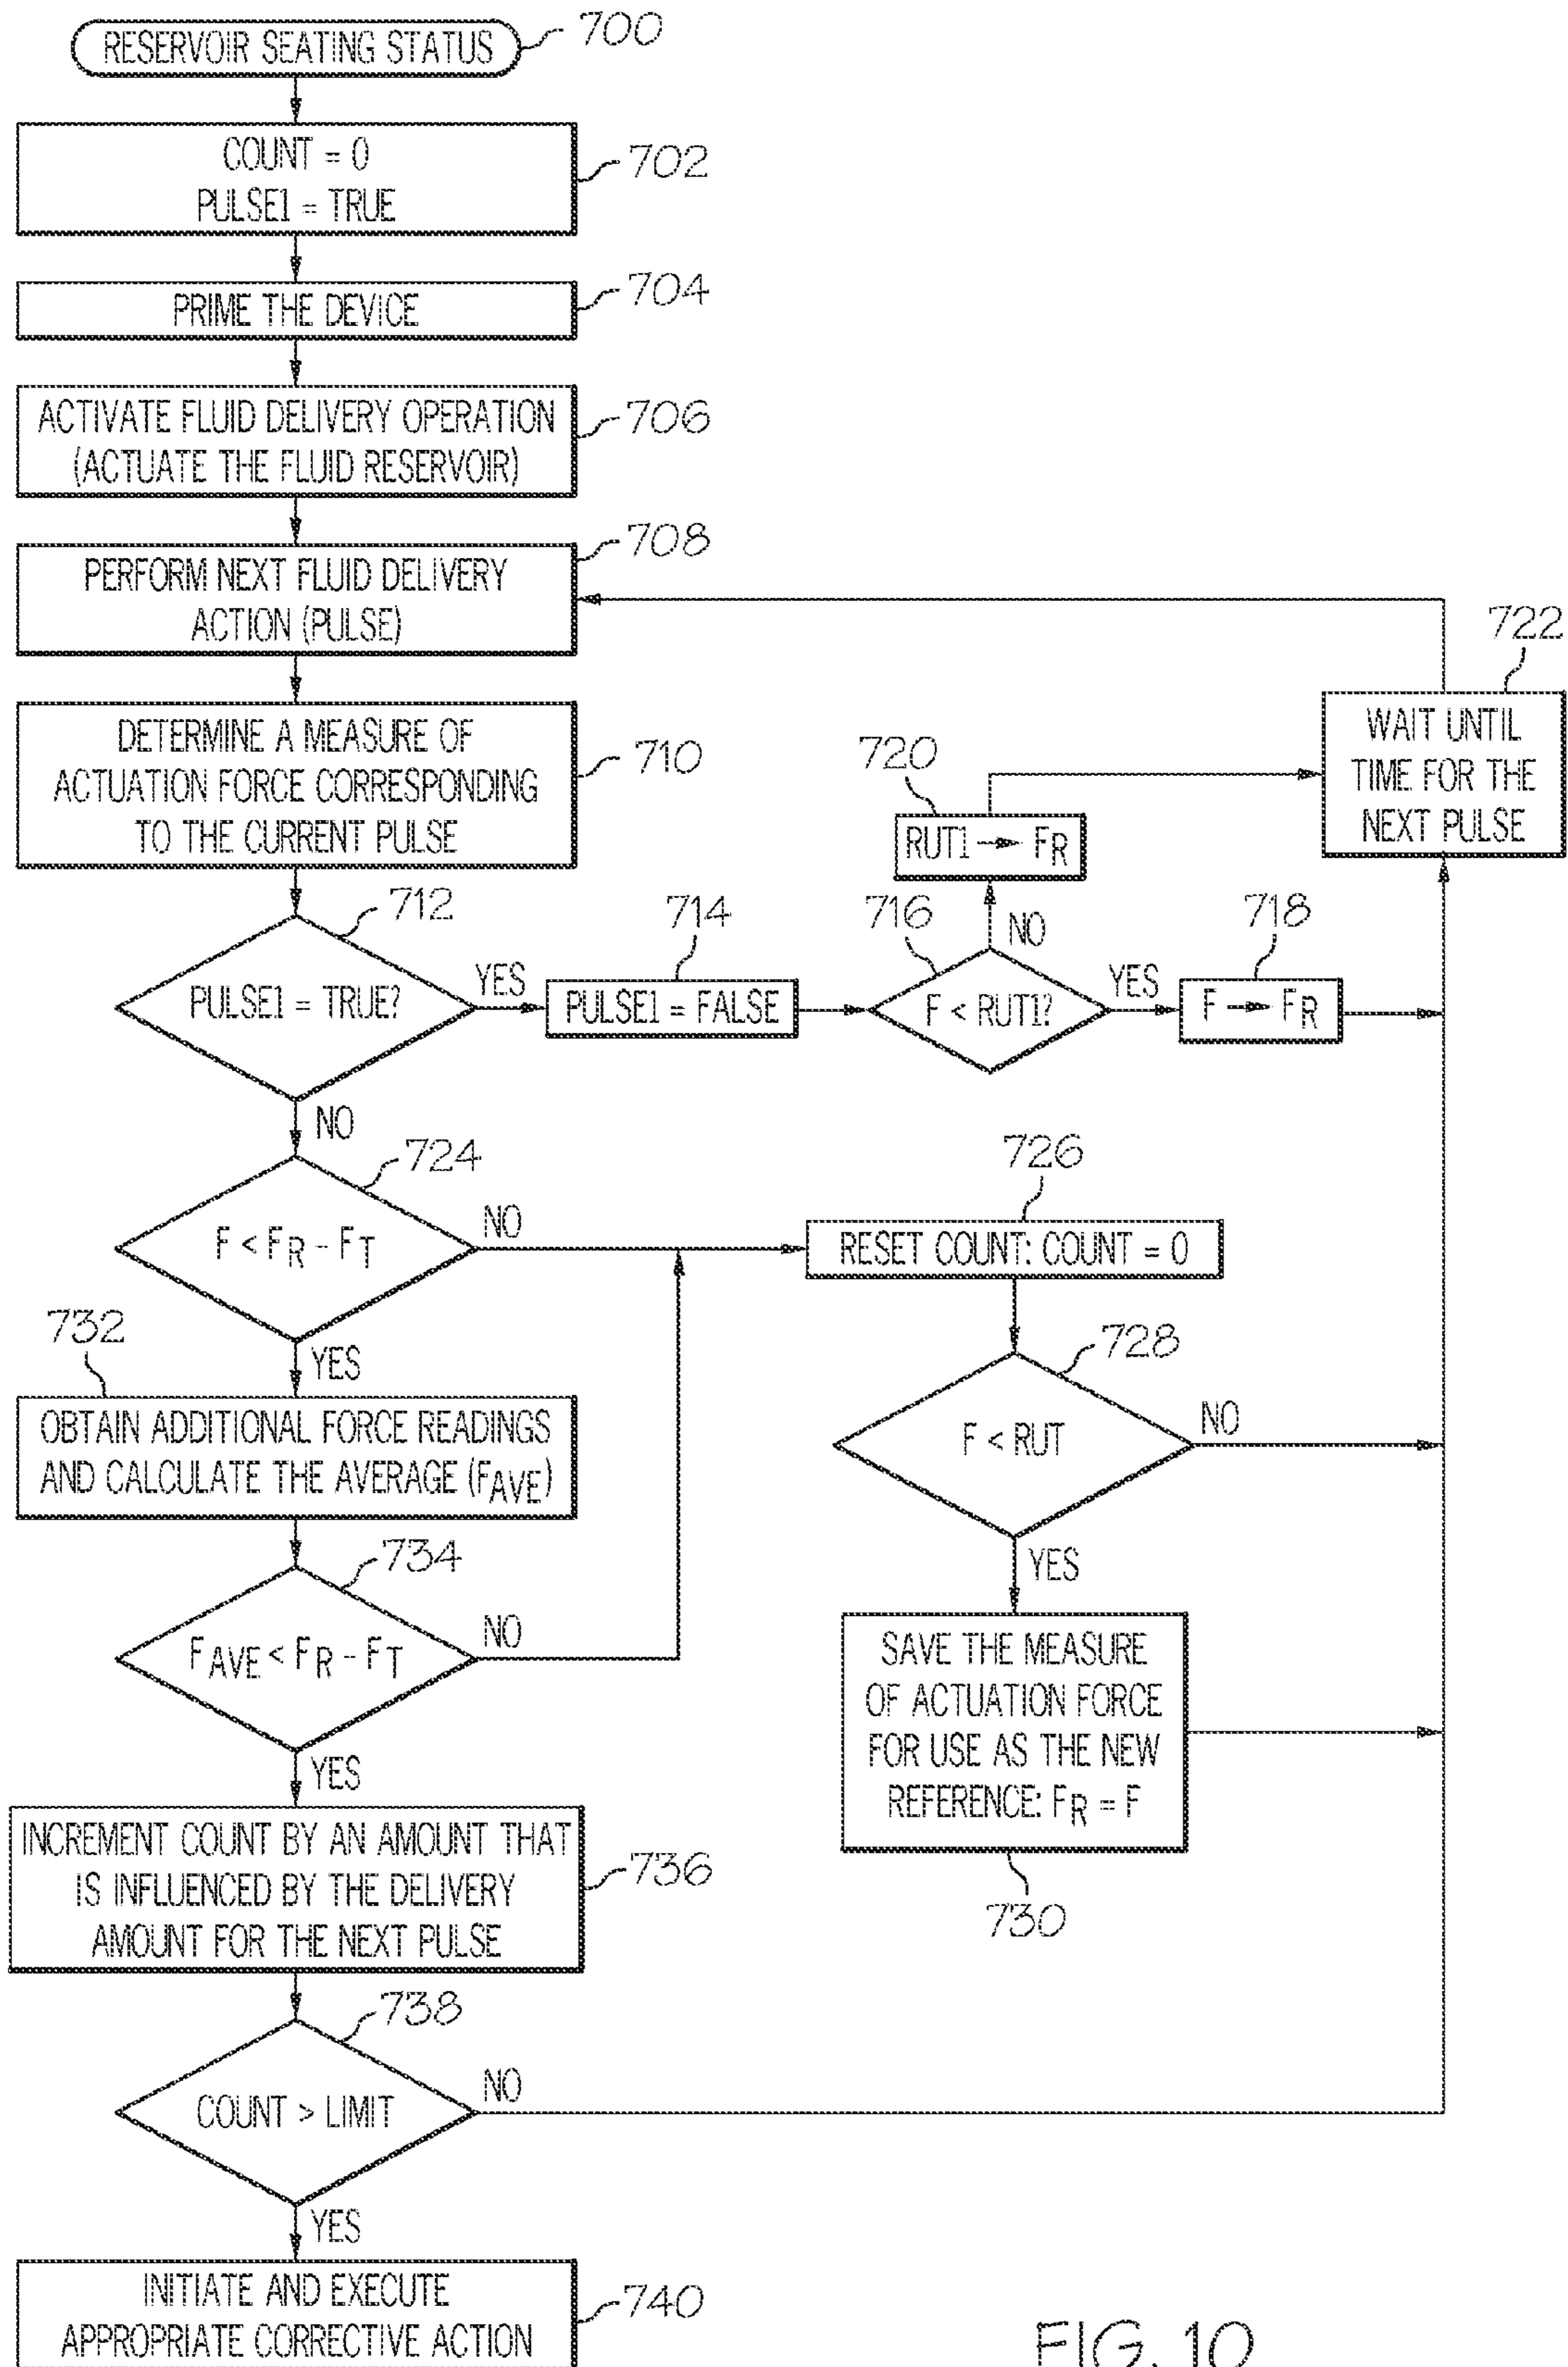 RESERVOIR SEATING STATUS
700
COUNT = 0
PULSE1 = TRUE
702
PRIME THE DEVICE
704
ACTIVATE FLUID DELIVERY OPERATION
(ACTUATE THE FLUID RESERVOIR)
706
PERFORM NEXT FLUID DELIVERY
ACTION (PULSE)
708
DETERMINE A MEASURE OF
ACTUATION FORCE CORRESPONDING
TO THE CURRENT PULSE
710
PULSE1 = TRUE?
712
YES
NO
PULSE1 = FALSE
714
F < RUT1?
716
NO
YES
RUT1 → FR
720
F → FR
718
WAIT UNTIL
TIME FOR THE
NEXT PULSE
722
F < FR – FT
724
NO
YES
RESET COUNT: COUNT = 0
726
F < RUT
728
NO
YES
SAVE THE MEASURE
OF ACTUATION FORCE
FOR USE AS THE NEW
REFERENCE: FR = F
730
732
OBTAIN ADDITIONAL FORCE READINGS
AND CALCULATE THE AVERAGE (FAVE)
FAVE < FR – FT
734
NO
YES
INCREMENT COUNT BY AN AMOUNT THAT
IS INFLUENCED BY THE DELIVERY
AMOUNT FOR THE NEXT PULSE
736
COUNT > LIMIT
738
NO
YES
INITIATE AND EXECUTE
APPROPRIATE CORRECTIVE ACTION
740
FIG. 10